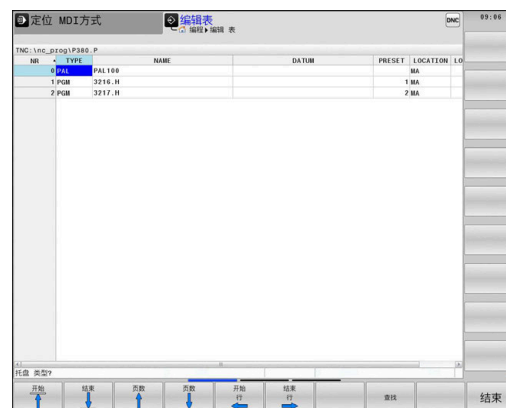 定位 MDI方式
编辑表
编程▸编辑 表
DNC
09:06
TNC:\nc_prog\P380.P
NR TYPE NAME DATUM PRESET LOCATION LO
0 PAL PAL100 MA
1 PGM 3216.H 1 MA
2 PGM 3217.H 2 MA
托盘 类型?
开始 结束 页数 页数 开始 结束
行 行 查找 结束